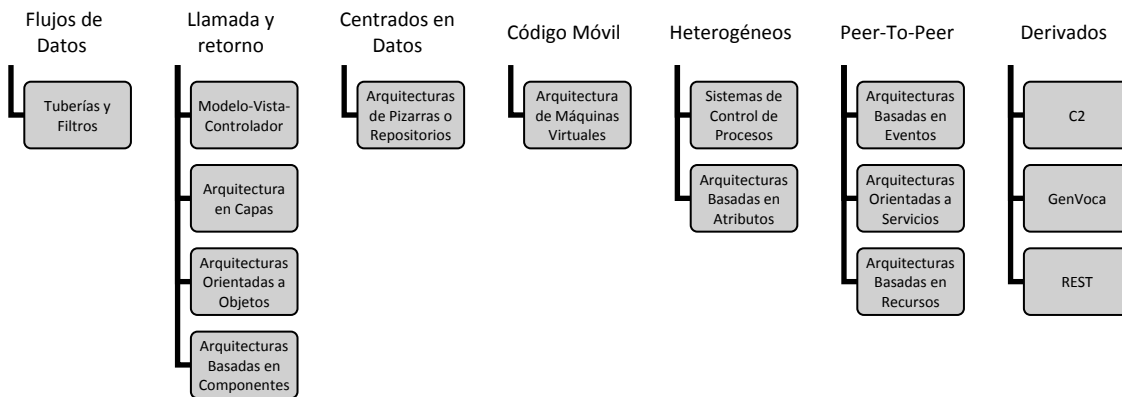 Flujos de
Datos
Tuberías y
Filtros
Llamada y
retorno
Modelo-Vista-
Controlador
Arquitectura
en Capas
Arquitecturas
Orientadas a
Objetos
Arquitecturas
Basadas en
Componentes
Centrados en
Datos
Arquitecturas
de Pizarras o
Repositorios
Código Móvil
Arquitectura
de Máquinas
Virtuales
Heterogéneos
Sistemas de
Control de
Procesos
Arquitecturas
Basadas en
Atributos
Peer-To-Peer
Arquitecturas
Basadas en
Eventos
Arquitecturas
Orientadas a
Servicios
Arquitecturas
Basadas en
Recursos
Derivados
C2
GenVoca
REST